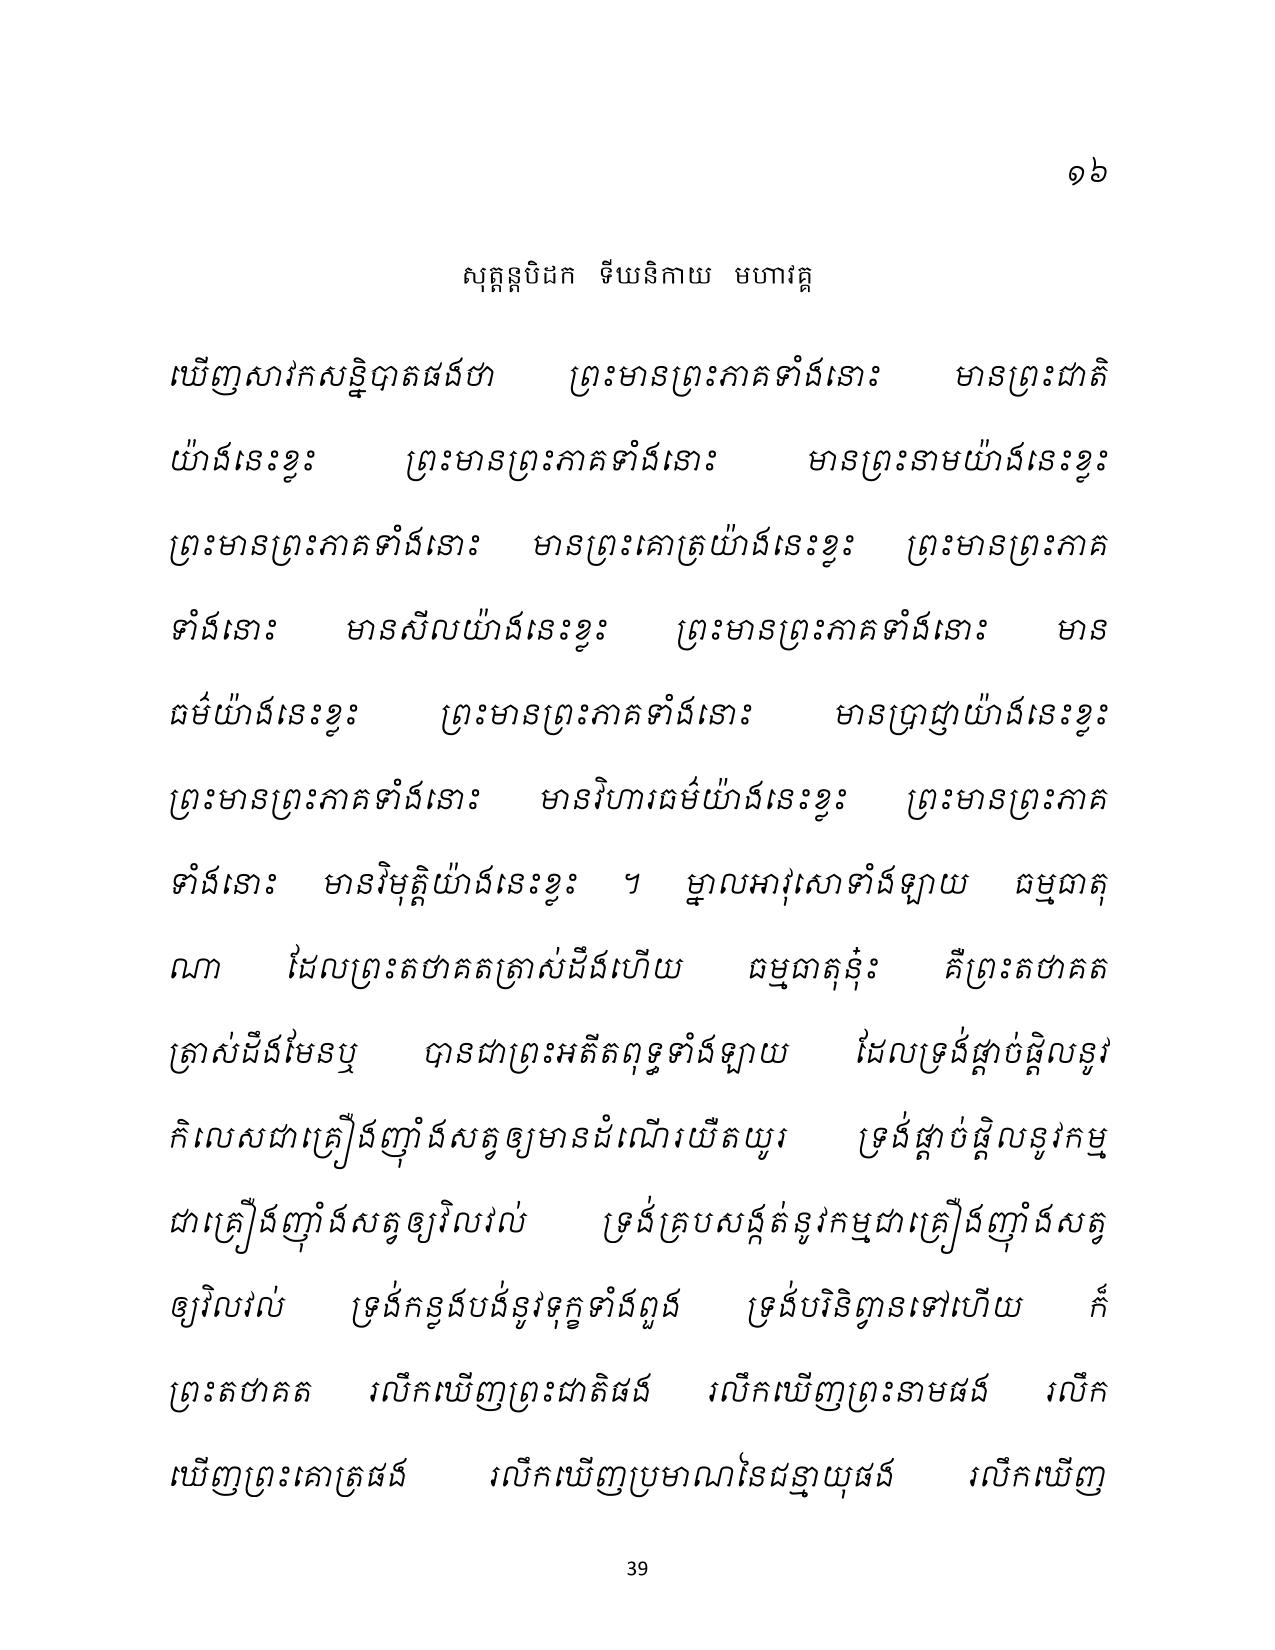 ១៦
សុត្តន្តបិដក ទីឃនិកាយ មហាវគ្គ
ឃើញសាវកសន្និបាតផងថា ព្រះមានព្រះភាគទាំងនោះ មានព្រះជាតិ
យ៉ាងនេះខ្លះ ព្រះមានព្រះភាគទាំងនោះ មានព្រះនាមយ៉ាងនេះខ្លះ
ព្រះមានព្រះភាគទាំងនោះ មានព្រះគោត្រយ៉ាងនេះខ្លះ ព្រះមានព្រះភាគ
ទាំងនោះ មានសីលយ៉ាងនេះខ្លះ ព្រះមានព្រះភាគទាំងនោះ មាន
ធម៌យ៉ាងនេះខ្លះ ព្រះមានព្រះភាគទាំងនោះ មានប្រាជ្ញាយ៉ាងនេះខ្លះ
ព្រះមានព្រះភាគទាំងនោះ មានវិហារធម៌យ៉ាងនេះខ្លះ ព្រះមានព្រះភាគ
ទាំងនោះ មានវិមុត្តិយ៉ាងនេះខ្លះ ។ ម្នាលអាវុសោទាំងឡាយ ធម្មធាតុ
ណា ដែលព្រះតថាគតត្រាស់ដឹងហើយ ធម្មធាតុនុ៎ះ គឺព្រះតថាគត
ត្រាស់ដឹងមែនឬ បានជាព្រះអតីតពុទ្ធទាំងឡាយ ដែលទ្រង់ផ្តាច់ផ្តិលនូវ
កិលេសជាគ្រឿងញុំាងសត្វឲ្យមានដំណើរយឺតយូរ ទ្រង់ផ្តាច់ផ្តិលនូវកម្ម
ជាគ្រឿងញុំាងសត្វឲ្យវិលវល់ ទ្រង់គ្របសង្កត់នូវកម្មជាគ្រឿងញុំាងសត្វ
ឲ្យវិលវល់ ទ្រង់កន្លងបង់នូវទុក្ខទាំងពួង ទ្រង់បរិនិព្វានទៅហើយ ក៏
ព្រះតថាគត រលឹកឃើញព្រះជាតិផង រលឹកឃើញព្រះនាមផង រលឹក
ឃើញព្រះគោត្រផង រលឹកឃើញប្រមាណនៃជន្មាយុផង រលឹកឃើញ
39